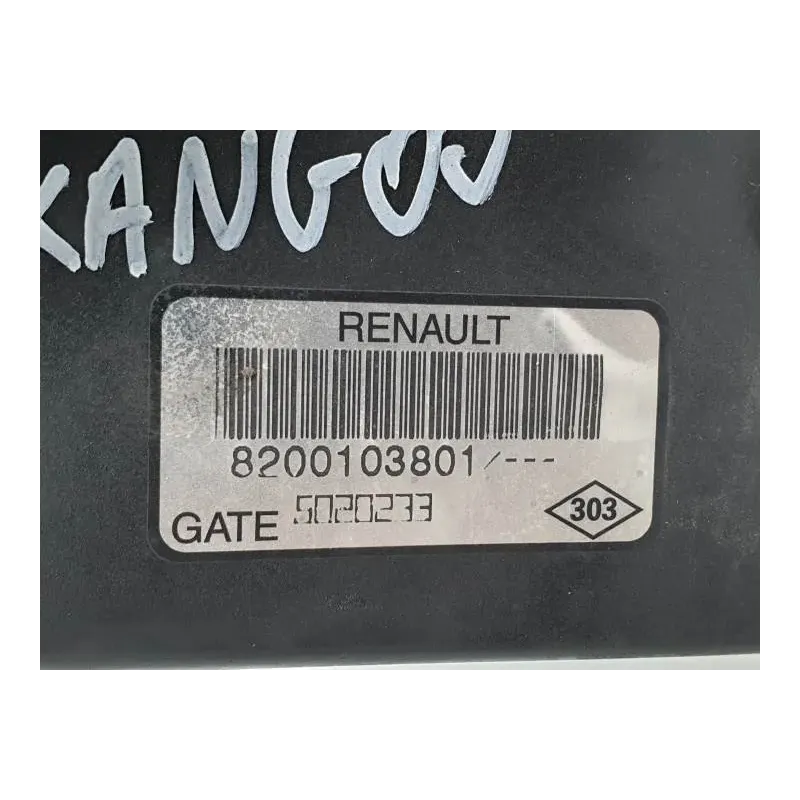 KANGOO
RENAULT
8200103801/---
GATE 5020233
303